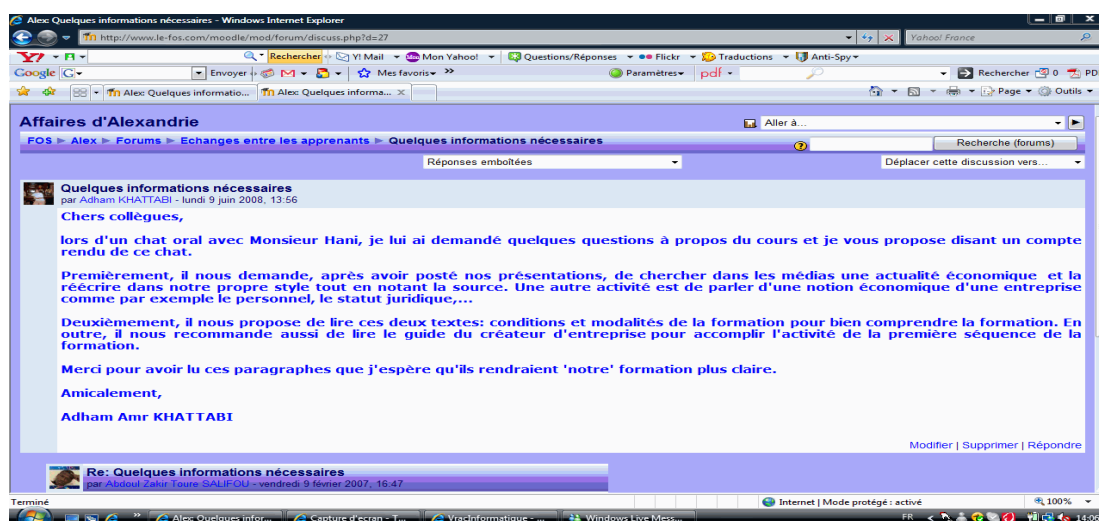 Alex: Quelques informations nécessaires - Windows Internet Explorer
http://www.le-fos.com/moodle/mod/forum/discuss.php?d=27
Yahoo! France
Y! Rechercher Y! Mail Mon Yahoo! Questions/Réponses Flickr Traductions Anti-Spy
Google G Envoyer M Mes favoris » Paramètres pdf Rechercher 0 PD
Alex: Quelques informatio... Alex: Quelques informa... Page Outils
Affaires d'Alexandrie
Aller à...
FOS ► Alex ► Forums ► Echanges entre les apprenants ► Quelques informations nécessaires
Recherche (forums)
Réponses emboîtées
Déplacer cette discussion vers...
Quelques informations nécessaires
par Adham KHATTABI - lundi 9 juin 2008, 13:56
Chers collègues,
lors d'un chat oral avec Monsieur Hani, je lui ai demandé quelques questions à propos du cours et je vous propose disant un compte
rendu de ce chat.
Premièrement, il nous demande, après avoir posté nos présentations, de chercher dans les médias une actualité économique et la
réécrire dans notre propre style tout en notant la source. Une autre activité est de parler d'une notion économique d'une entreprise
comme par exemple le personnel, le statut juridique,...
Deuxièmement, il nous propose de lire ces deux textes: conditions et modalités de la formation pour bien comprendre la formation. En
outre, il nous recommande aussi de lire le guide du créateur d'entreprise pour accomplir l'activité de la première séquence de la
formation.
Merci pour avoir lu ces paragraphes que j'espère qu'ils rendraient 'notre' formation plus claire.
Amicalement,
Adham Amr KHATTABI
Modifier | Supprimer | Répondre
Re: Quelques informations nécessaires
par Abdoul Zakir Toure SALIFOU - vendredi 9 février 2007, 16:47
Terminé
Internet | Mode protégé : activé
100%
Alex: Quelques infor... Capture d'ecran - T... VracInformatique - ... Windows Live Mess... FR 14:06